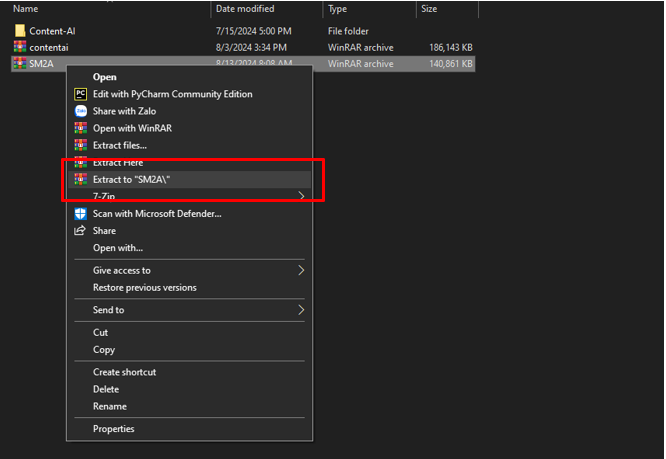 Name Date modified Type Size
Content-AI 7/15/2024 5:00 PM File folder
contentai 8/3/2024 3:34 PM WinRAR archive 186,143 KB
SM2A 8/13/2024 8:08 AM WinRAR archive 140,861 KB
Open
PC Edit with PyCharm Community Edition
Zalo Share with Zalo
Open with WinRAR
Extract files...
Extract Here
Extract to "SM2A\"
7-Zip
Scan with Microsoft Defender...
Share
Open with...
Give access to
Restore previous versions
Send to
Cut
Copy
Create shortcut
Delete
Rename
Properties